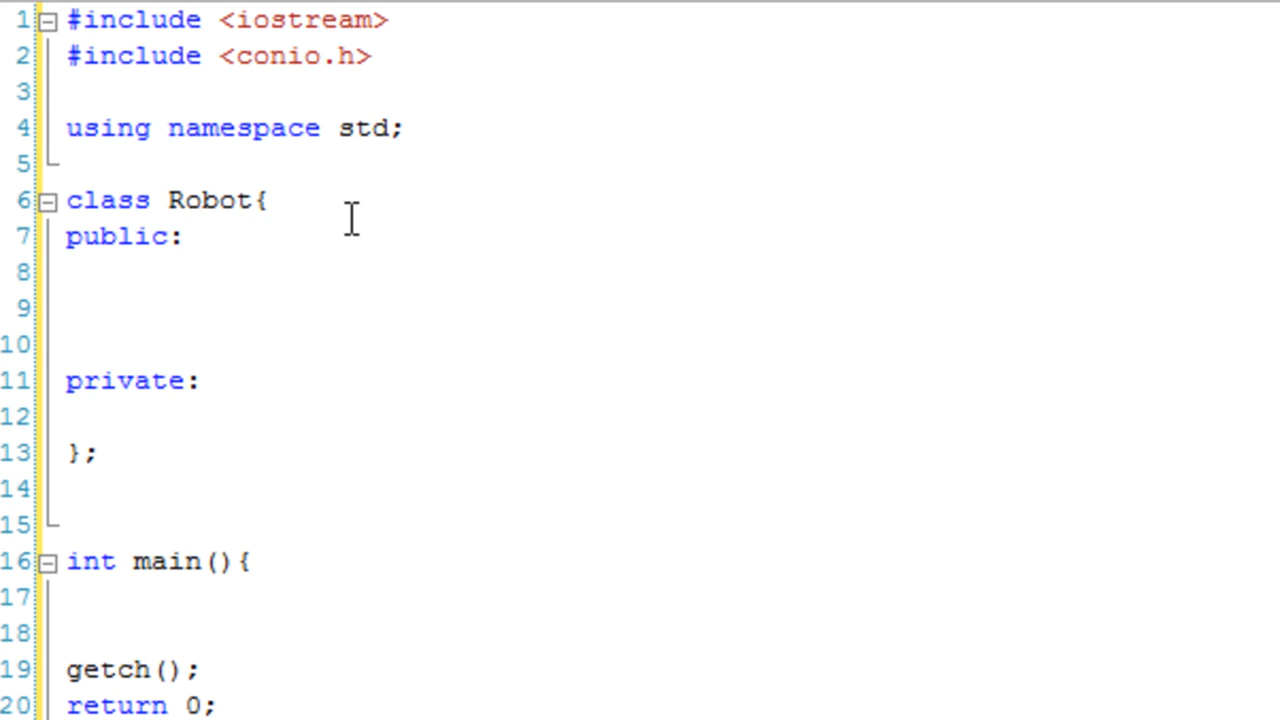 1 #include <iostream>
2 #include <conio.h>
3
4 using namespace std;
5
6 class Robot{
7 public:
8
9
10
11 private:
12
13 };
14
15
16 int main(){
17
18
19 getch();
20 return 0;